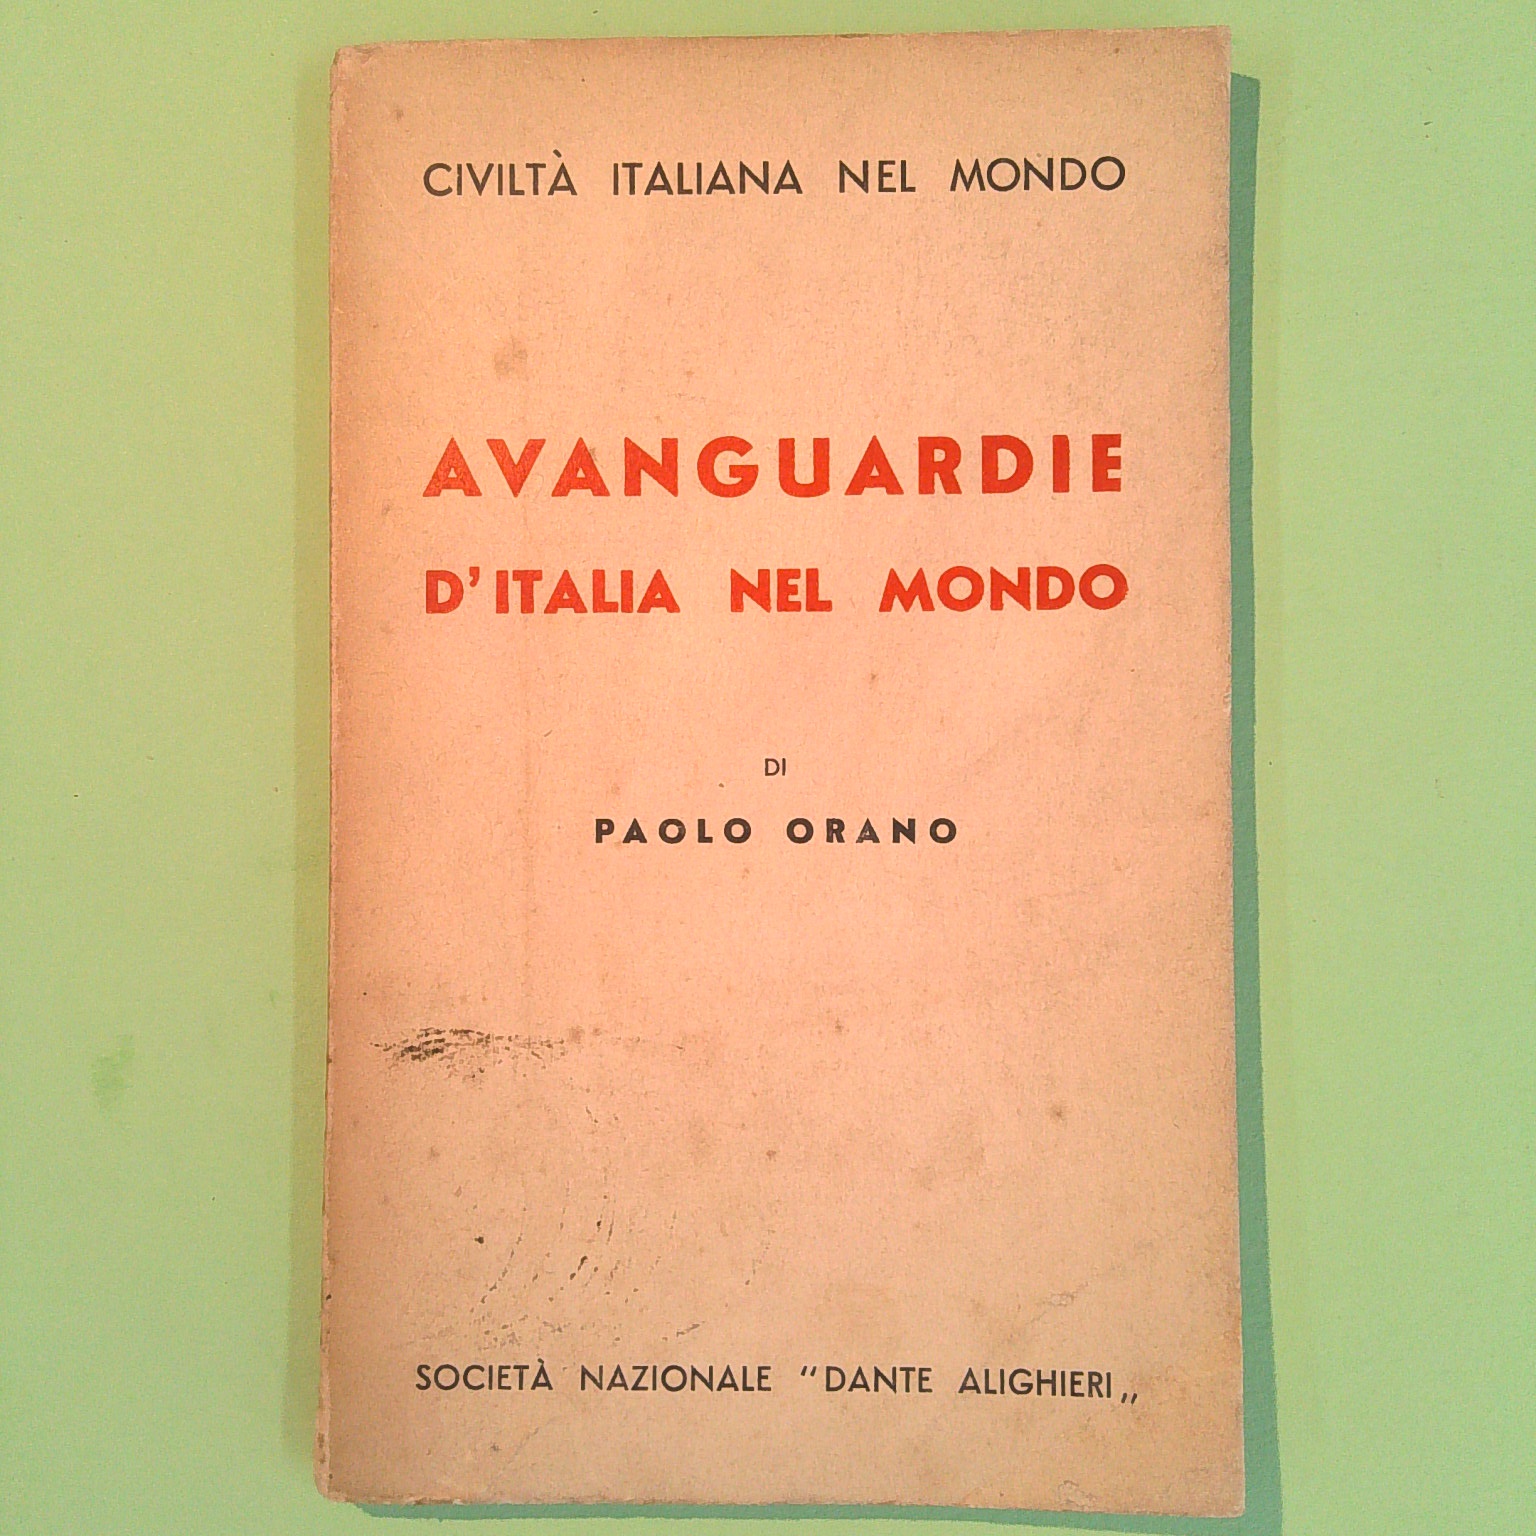 CIVILTÀ ITALIANA NEL MONDO
AVANGUARDIE
D'ITALIA NEL MONDO
DI
PAOLO ORANO
SOCIETÀ NAZIONALE "DANTE ALIGHIERI„